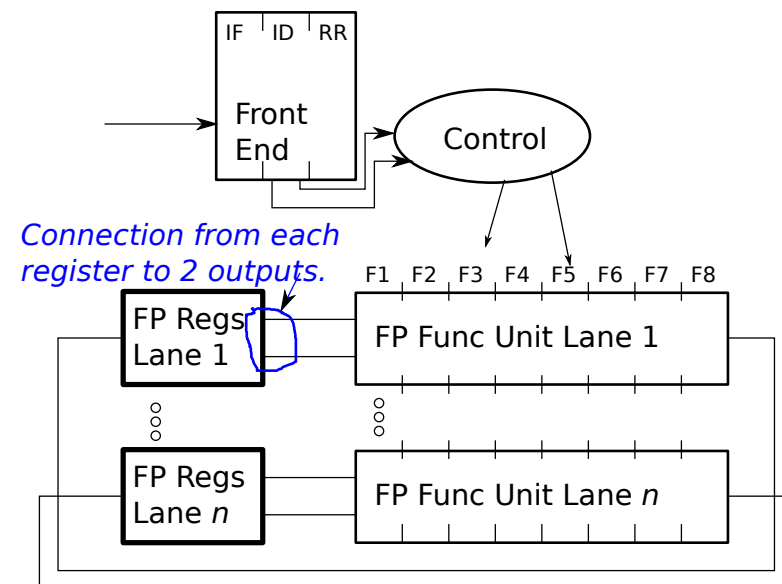 IF ID RR
Front
End
Control
Connection from each
register to 2 outputs.
F1 F2 F3 F4 F5 F6 F7 F8
FP Regs
Lane 1
FP Func Unit Lane 1
FP Regs
Lane n
FP Func Unit Lane n